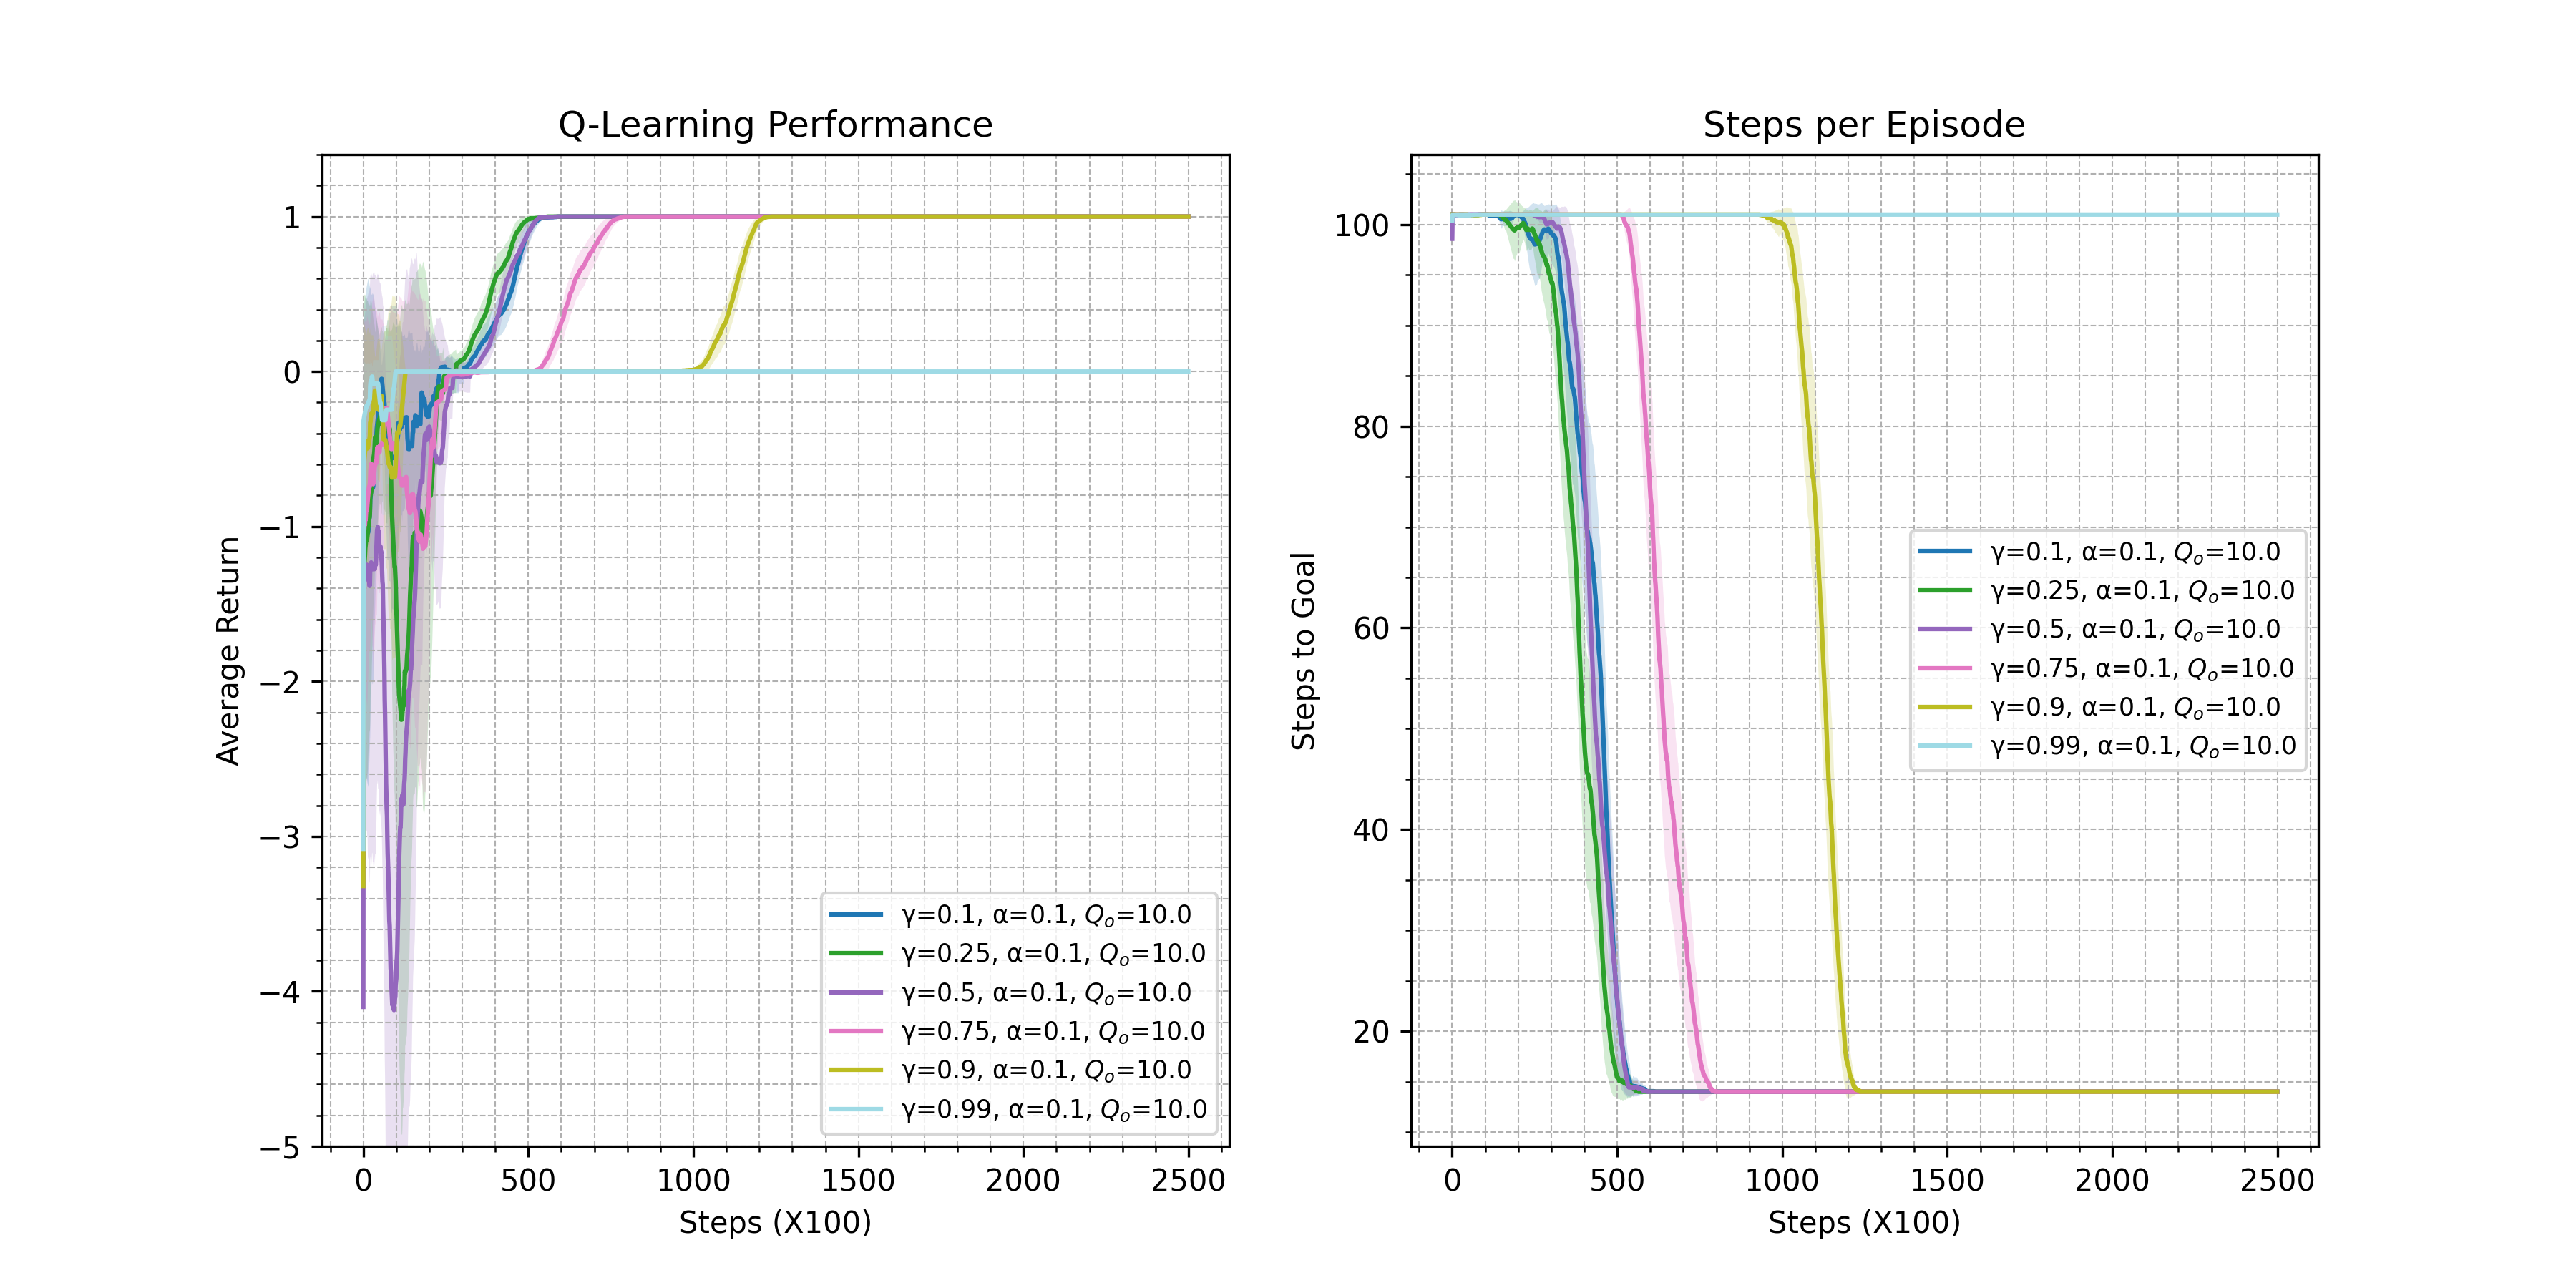 Q-Learning Performance
Average Return
1
0
−1
−2
−3
−4
−5
0 500 1000 1500 2000 2500
Steps (X100)
γ=0.1, α=0.1, Qₒ=10.0
γ=0.25, α=0.1, Qₒ=10.0
γ=0.5, α=0.1, Qₒ=10.0
γ=0.75, α=0.1, Qₒ=10.0
γ=0.9, α=0.1, Qₒ=10.0
γ=0.99, α=0.1, Qₒ=10.0
Steps per Episode
Steps to Goal
100
80
60
40
20
0 500 1000 1500 2000 2500
Steps (X100)
γ=0.1, α=0.1, Qₒ=10.0
γ=0.25, α=0.1, Qₒ=10.0
γ=0.5, α=0.1, Qₒ=10.0
γ=0.75, α=0.1, Qₒ=10.0
γ=0.9, α=0.1, Qₒ=10.0
γ=0.99, α=0.1, Qₒ=10.0